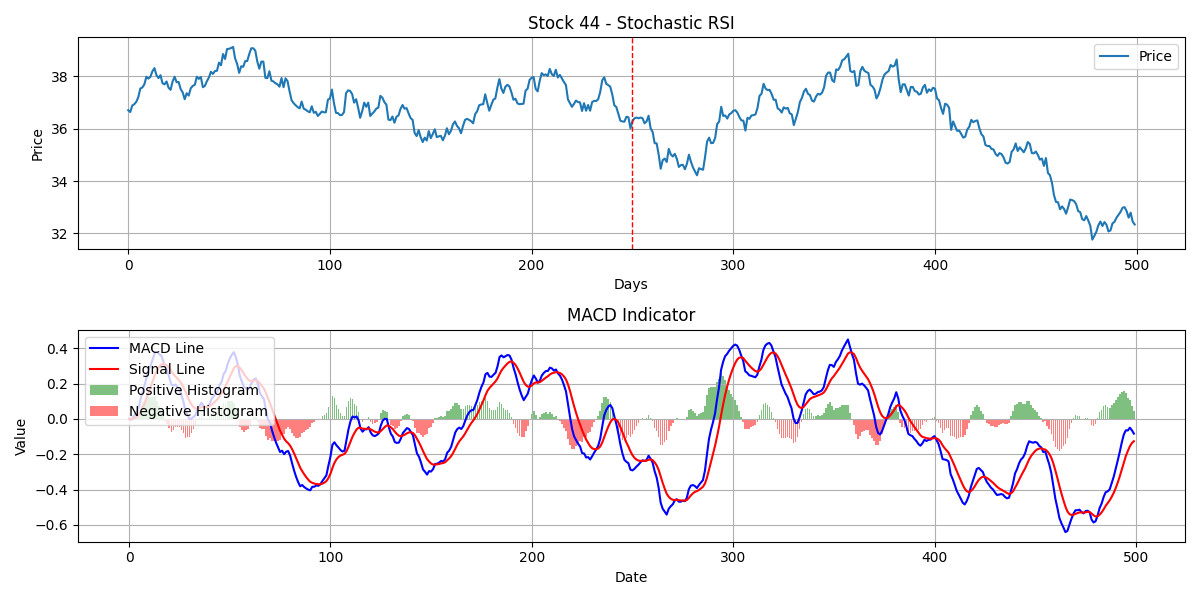 Stock 44 - Stochastic RSI
Price
38
36
34
32
Price
0 100 200 300 400 500
Days
MACD Indicator
MACD Line
Signal Line
Positive Histogram
Negative Histogram
0.4
0.2
0.0
−0.2
−0.4
−0.6
Value
0 100 200 300 400 500
Date